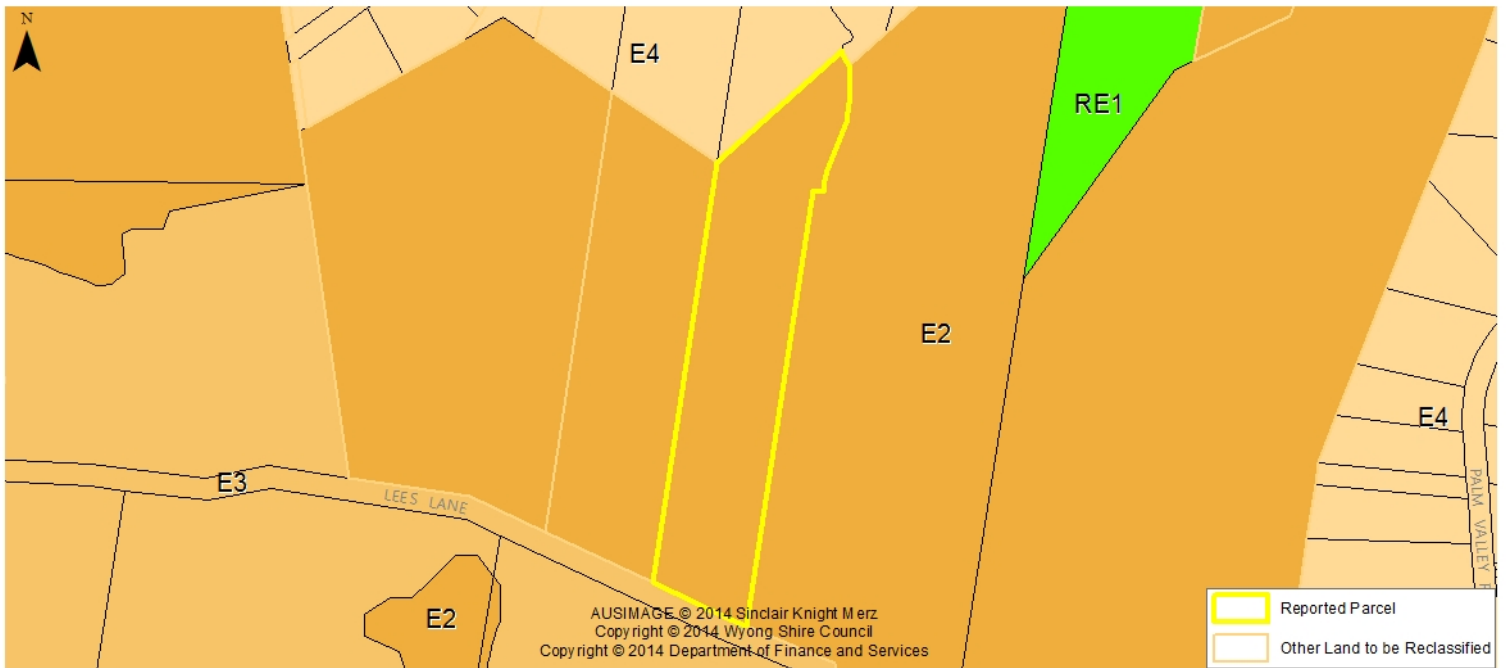 N
E4
RE1
E2
E4
E3
LEES LANE
PALM VALLEY
E2
AUSIMAGE © 2014 Sinclair Knight Merz
Copyright © 2014 Wyong Shire Council
Copyright © 2014 Department of Finance and Services
Reported Parcel
Other Land to be Reclassified